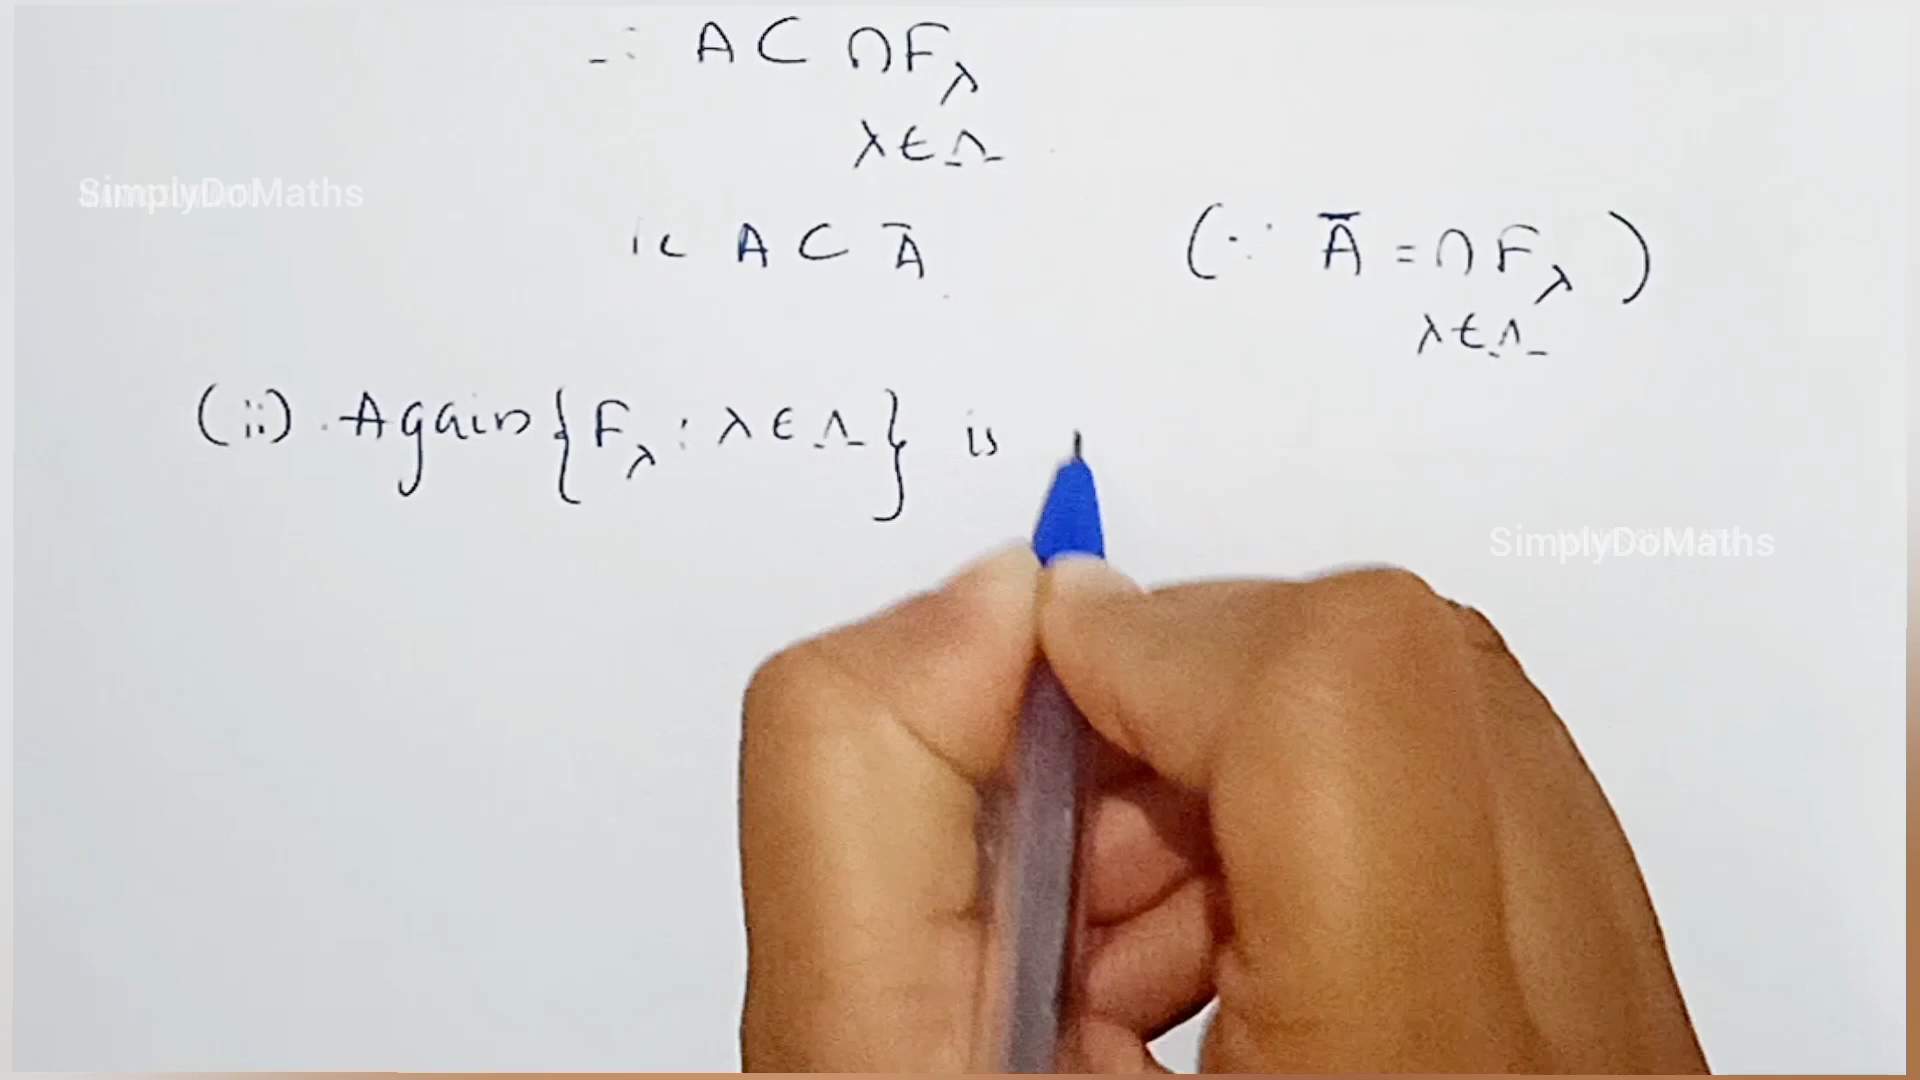 ∴ A ⊂ ∩F_λ
λ∈Λ
SimplyDoMaths
ie A ⊂ Ā (∵ Ā = ∩F_λ)
λ∈Λ
(ii). Again {F_λ : λ∈Λ} is
SimplyDoMaths